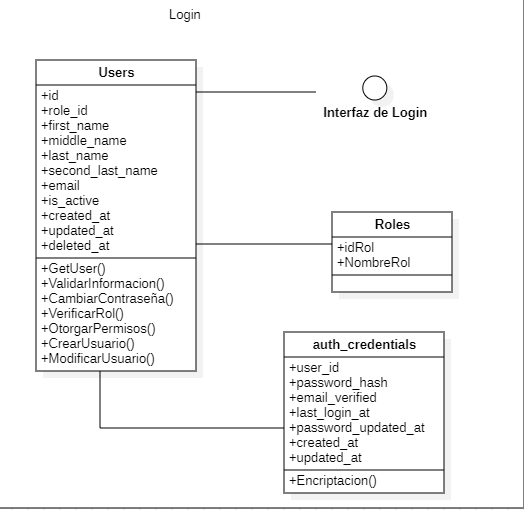 Login
Users
+id
+role_id
+first_name
+middle_name
+last_name
+second_last_name
+email
+is_active
+created_at
+updated_at
+deleted_at
+GetUser()
+ValidarInformacion()
+CambiarContraseña()
+VerificarRol()
+OtorgarPermisos()
+CrearUsuario()
+ModificarUsuario()
Interfaz de Login
Roles
+idRol
+NombreRol
auth_credentials
+user_id
+password_hash
+email_verified
+last_login_at
+password_updated_at
+created_at
+updated_at
+Encriptacion()